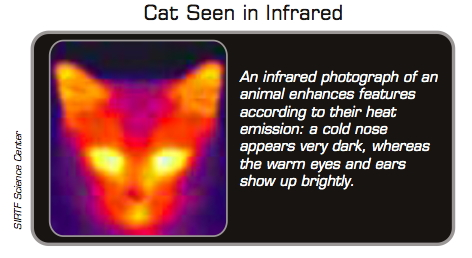 Cat Seen in Infrared
An infrared photograph of an
animal enhances features
according to their heat
emission: a cold nose
appears very dark, whereas
the warm eyes and ears
show up brightly.
SIRTF Science Center